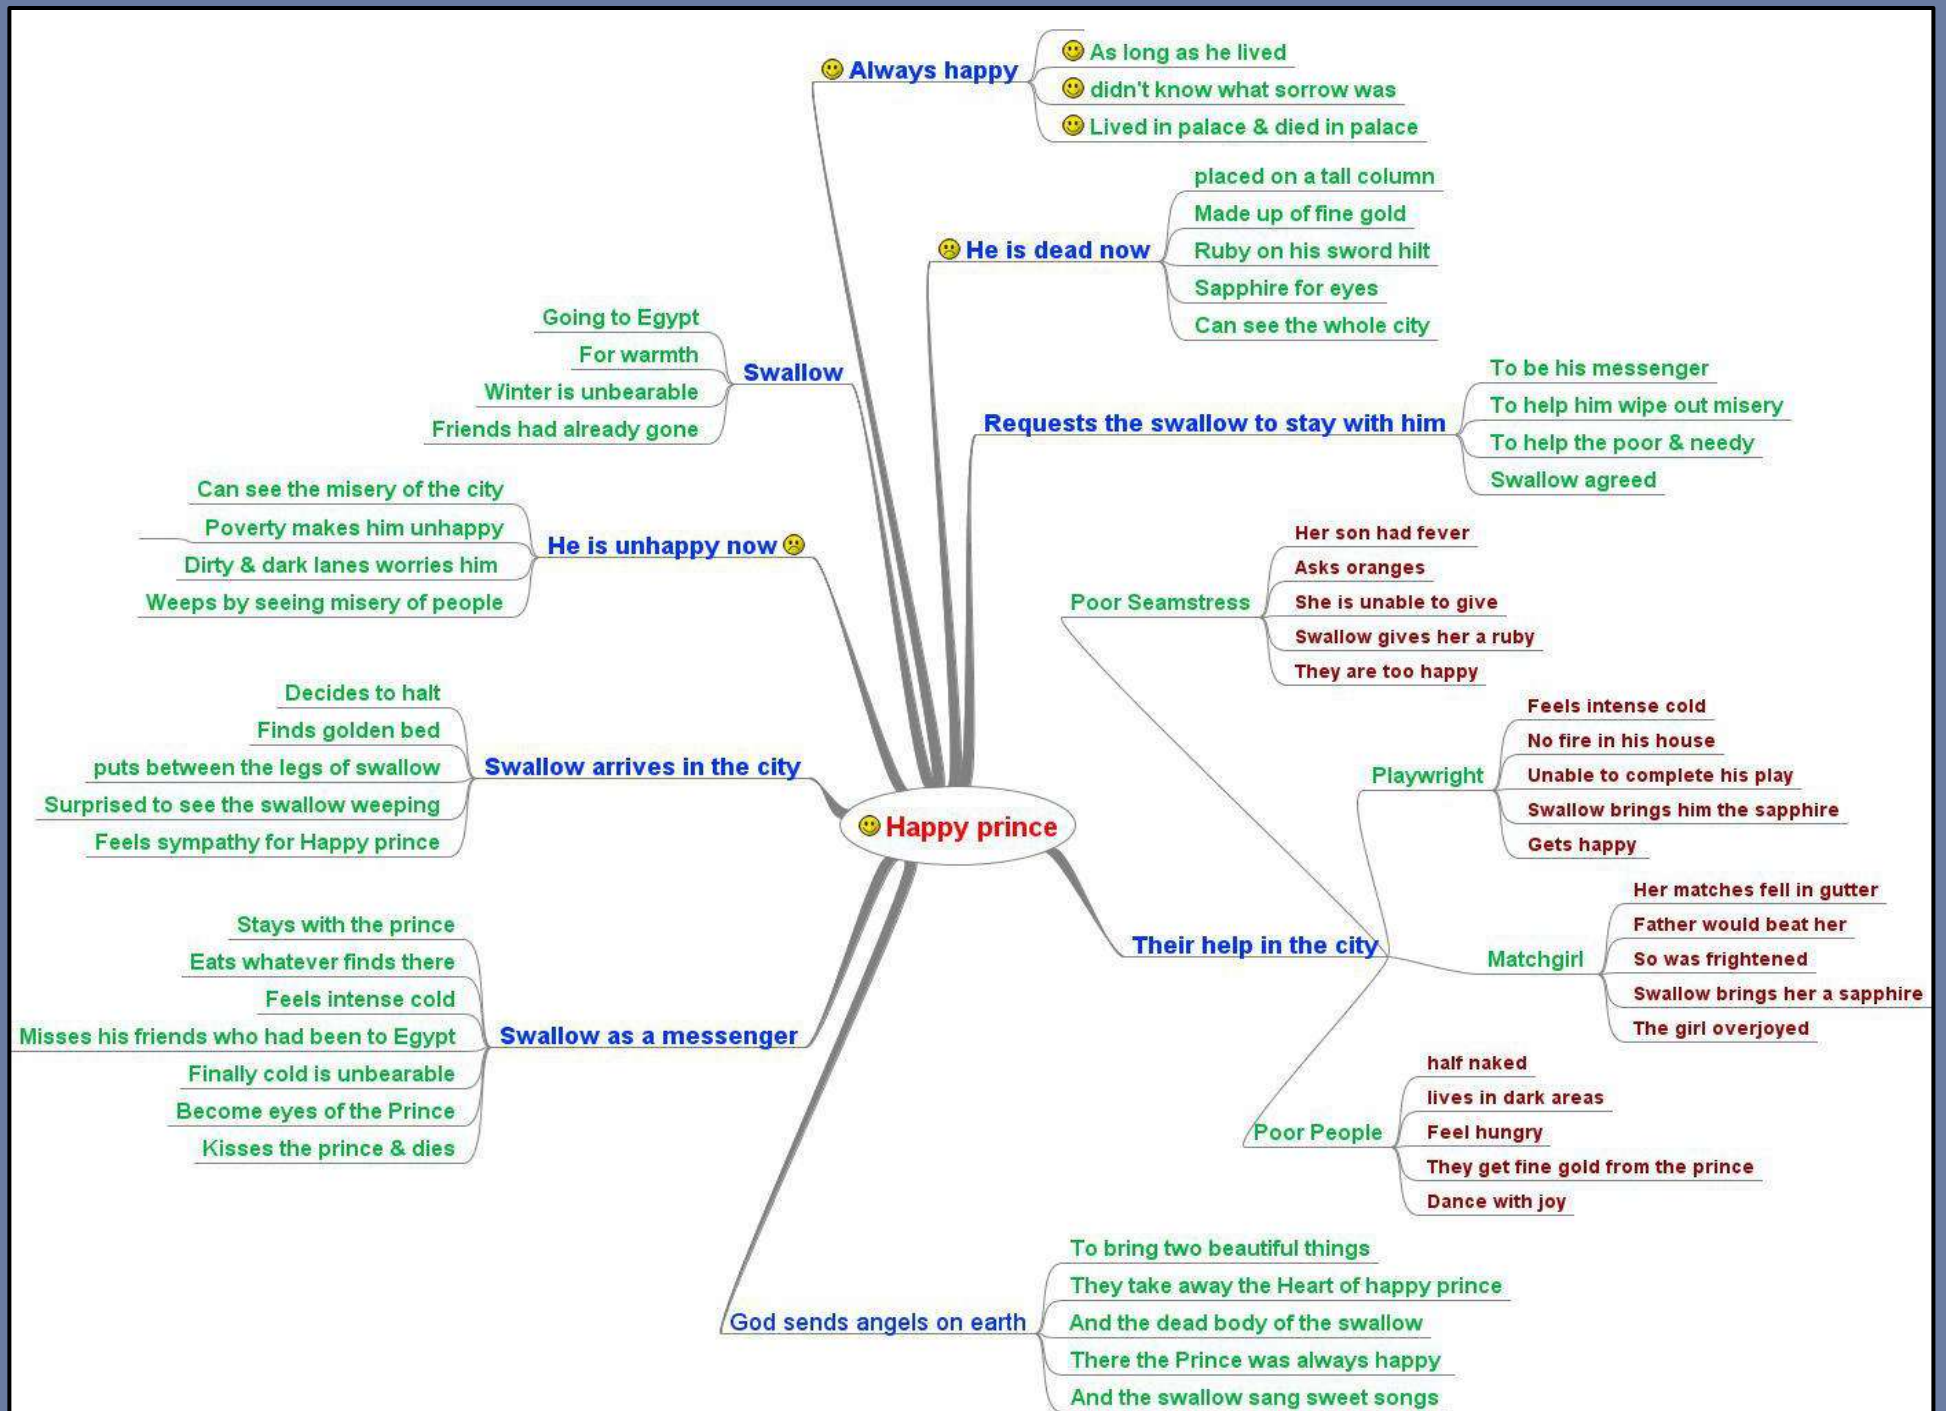 Happy prince
Always happy
As long as he lived
didn't know what sorrow was
Lived in palace & died in palace
He is dead now
placed on a tall column
Made up of fine gold
Ruby on his sword hilt
Sapphire for eyes
Can see the whole city
Requests the swallow to stay with him
To be his messenger
To help him wipe out misery
To help the poor & needy
Swallow agreed
Their help in the city
Poor Seamstress
Her son had fever
Asks oranges
She is unable to give
Swallow gives her a ruby
They are too happy
Playwright
Feels intense cold
No fire in his house
Unable to complete his play
Swallow brings him the sapphire
Gets happy
Matchgirl
Her matches fell in gutter
Father would beat her
So was frightened
Swallow brings her a sapphire
The girl overjoyed
Poor People
half naked
lives in dark areas
Feel hungry
They get fine gold from the prince
Dance with joy
Swallow
Going to Egypt
For warmth
Winter is unbearable
Friends had already gone
He is unhappy now
Can see the misery of the city
Poverty makes him unhappy
Dirty & dark lanes worries him
Weeps by seeing misery of people
Swallow arrives in the city
Decides to halt
Finds golden bed
puts between the legs of swallow
Surprised to see the swallow weeping
Feels sympathy for Happy prince
Swallow as a messenger
Stays with the prince
Eats whatever finds there
Feels intense cold
Misses his friends who had been to Egypt
Finally cold is unbearable
Become eyes of the Prince
Kisses the prince & dies
God sends angels on earth
To bring two beautiful things
They take away the Heart of happy prince
And the dead body of the swallow
There the Prince was always happy
And the swallow sang sweet songs